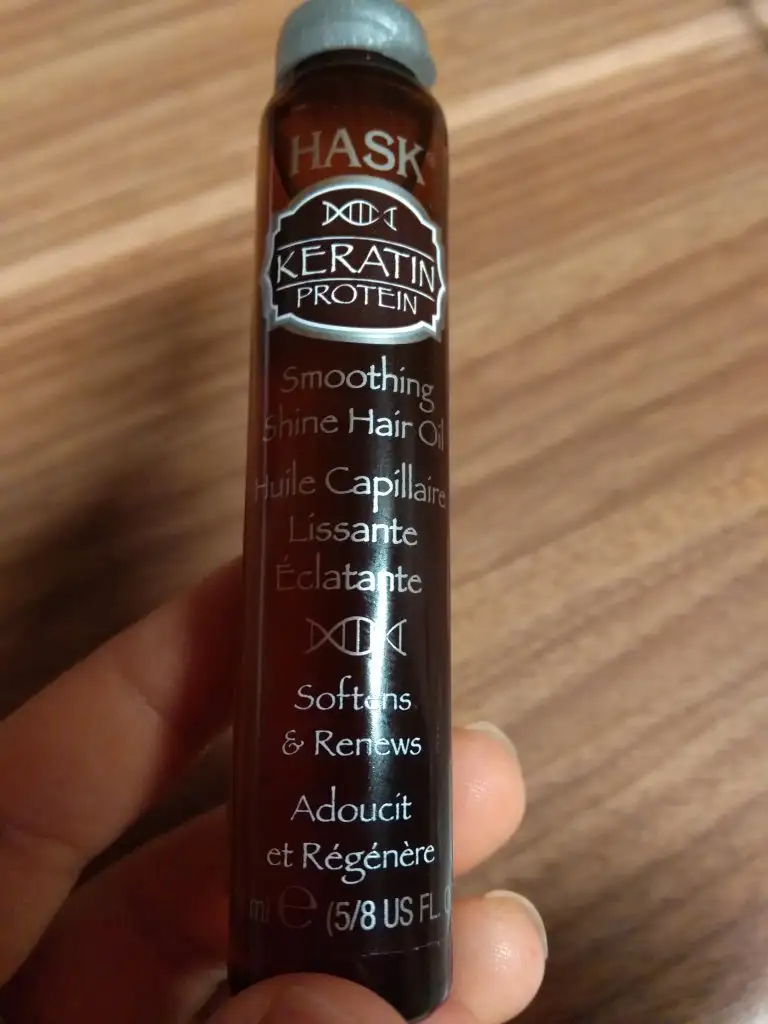 HASK®
KERATIN
PROTEIN
Smoothing
Shine Hair Oil
Huile Capillaire
Lissante
Éclatante
Softens
& Renews
Adoucit
et Régénère
ml e (5/8 US FL.